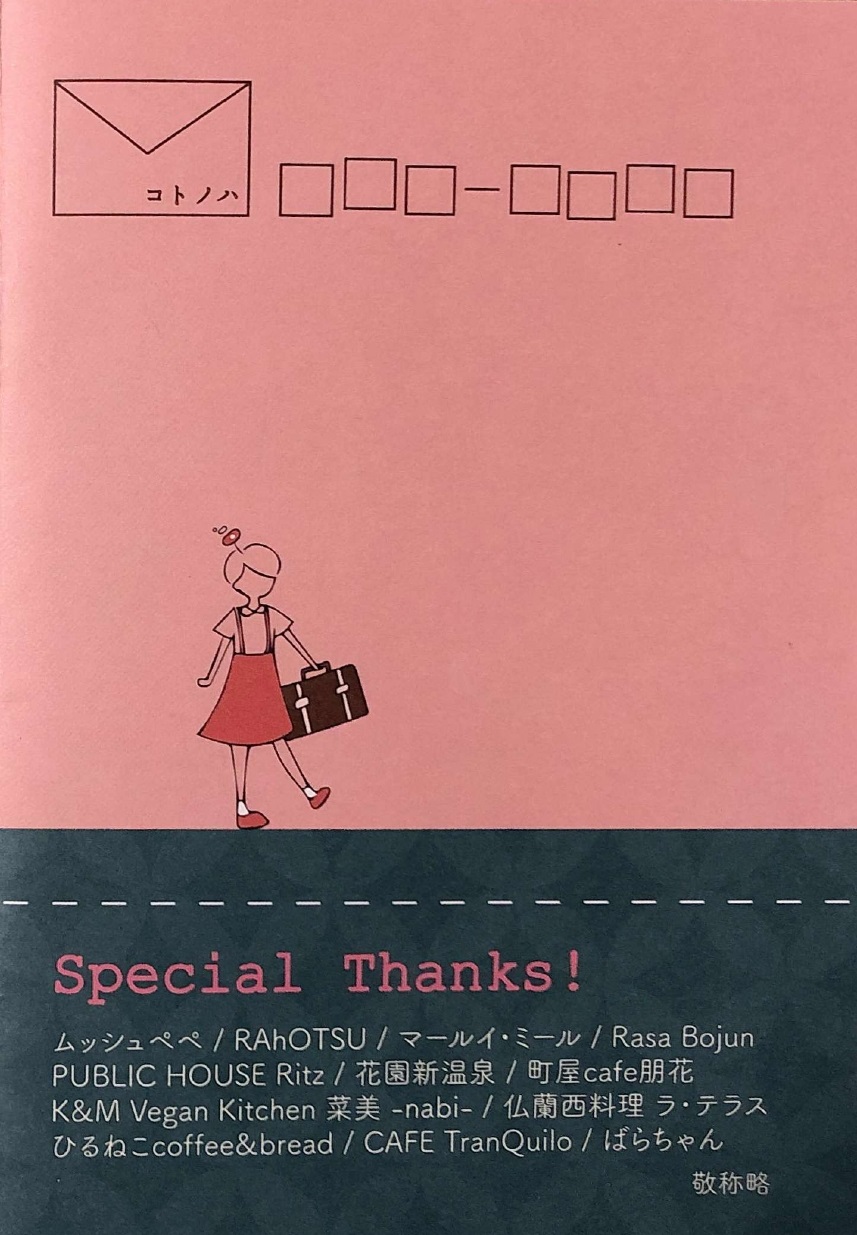 コトノハ
Special Thanks!
ムッシュペペ / RAhOTSU / マールイ・ミール / Rasa Bojun
PUBLIC HOUSE Ritz / 花園新温泉 / 町屋cafe朋花
K&M Vegan Kitchen 菜美 -nabi- / 仏蘭西料理 ラ・テラス
ひるねこcoffee&bread / CAFE TranQuilo / ばらちゃん
敬称略